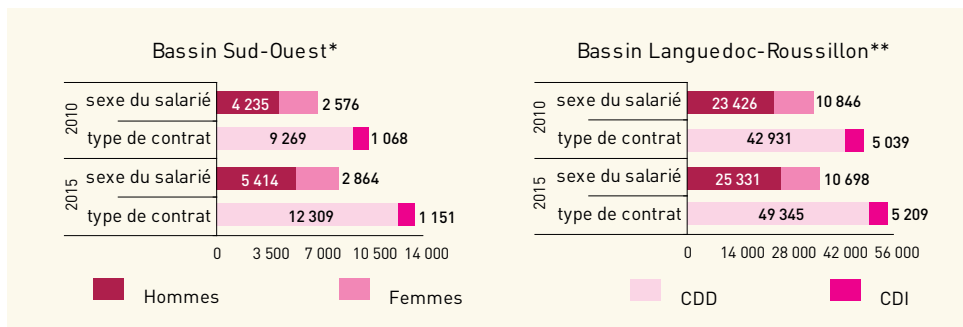 Bassin Sud-Ouest*
2010
sexe du salarié
4 235
2 576
type de contrat
9 269
1 068
2015
sexe du salarié
5 414
2 864
type de contrat
12 309
1 151
0 3 500 7 000 10 500 14 000
Hommes
Femmes
Bassin Languedoc-Roussillon**
2010
sexe du salarié
23 426
10 846
type de contrat
42 931
5 039
2015
sexe du salarié
25 331
10 698
type de contrat
49 345
5 209
0 14 000 28 000 42 000 56 000
CDD
CDI